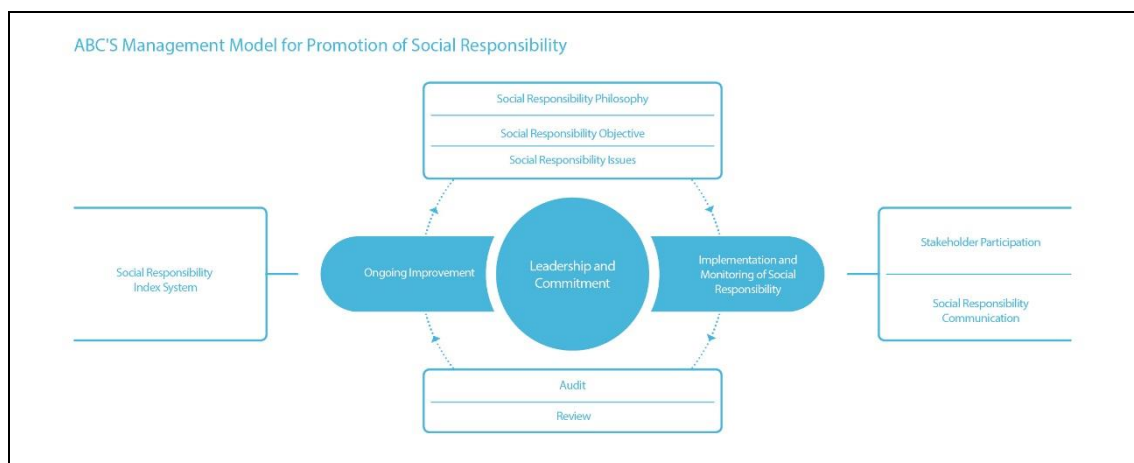 ABC'S Management Model for Promotion of Social Responsibility
Social Responsibility Philosophy
Social Responsibility Objective
Social Responsibility Issues
Social Responsibility
Index System
Ongoing Improvement
Leadership and
Commitment
Implementation and
Monitoring of Social
Responsibility
Stakeholder Participation
Social Responsibility
Communication
Audit
Review